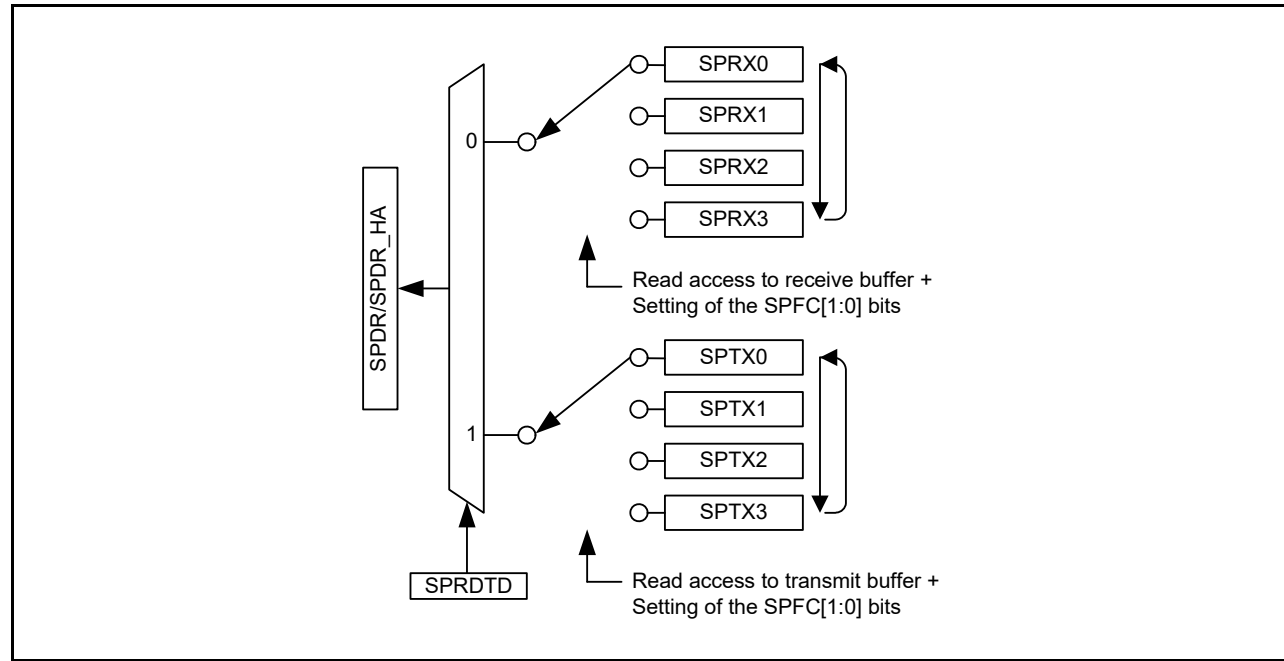 SPRX0
SPRX1
0
SPRX2
SPRX3
SPDR/SPDR_HA
Read access to receive buffer +
Setting of the SPFC[1:0] bits
SPTX0
SPTX1
1
SPTX2
SPTX3
SPRDTD
Read access to transmit buffer +
Setting of the SPFC[1:0] bits